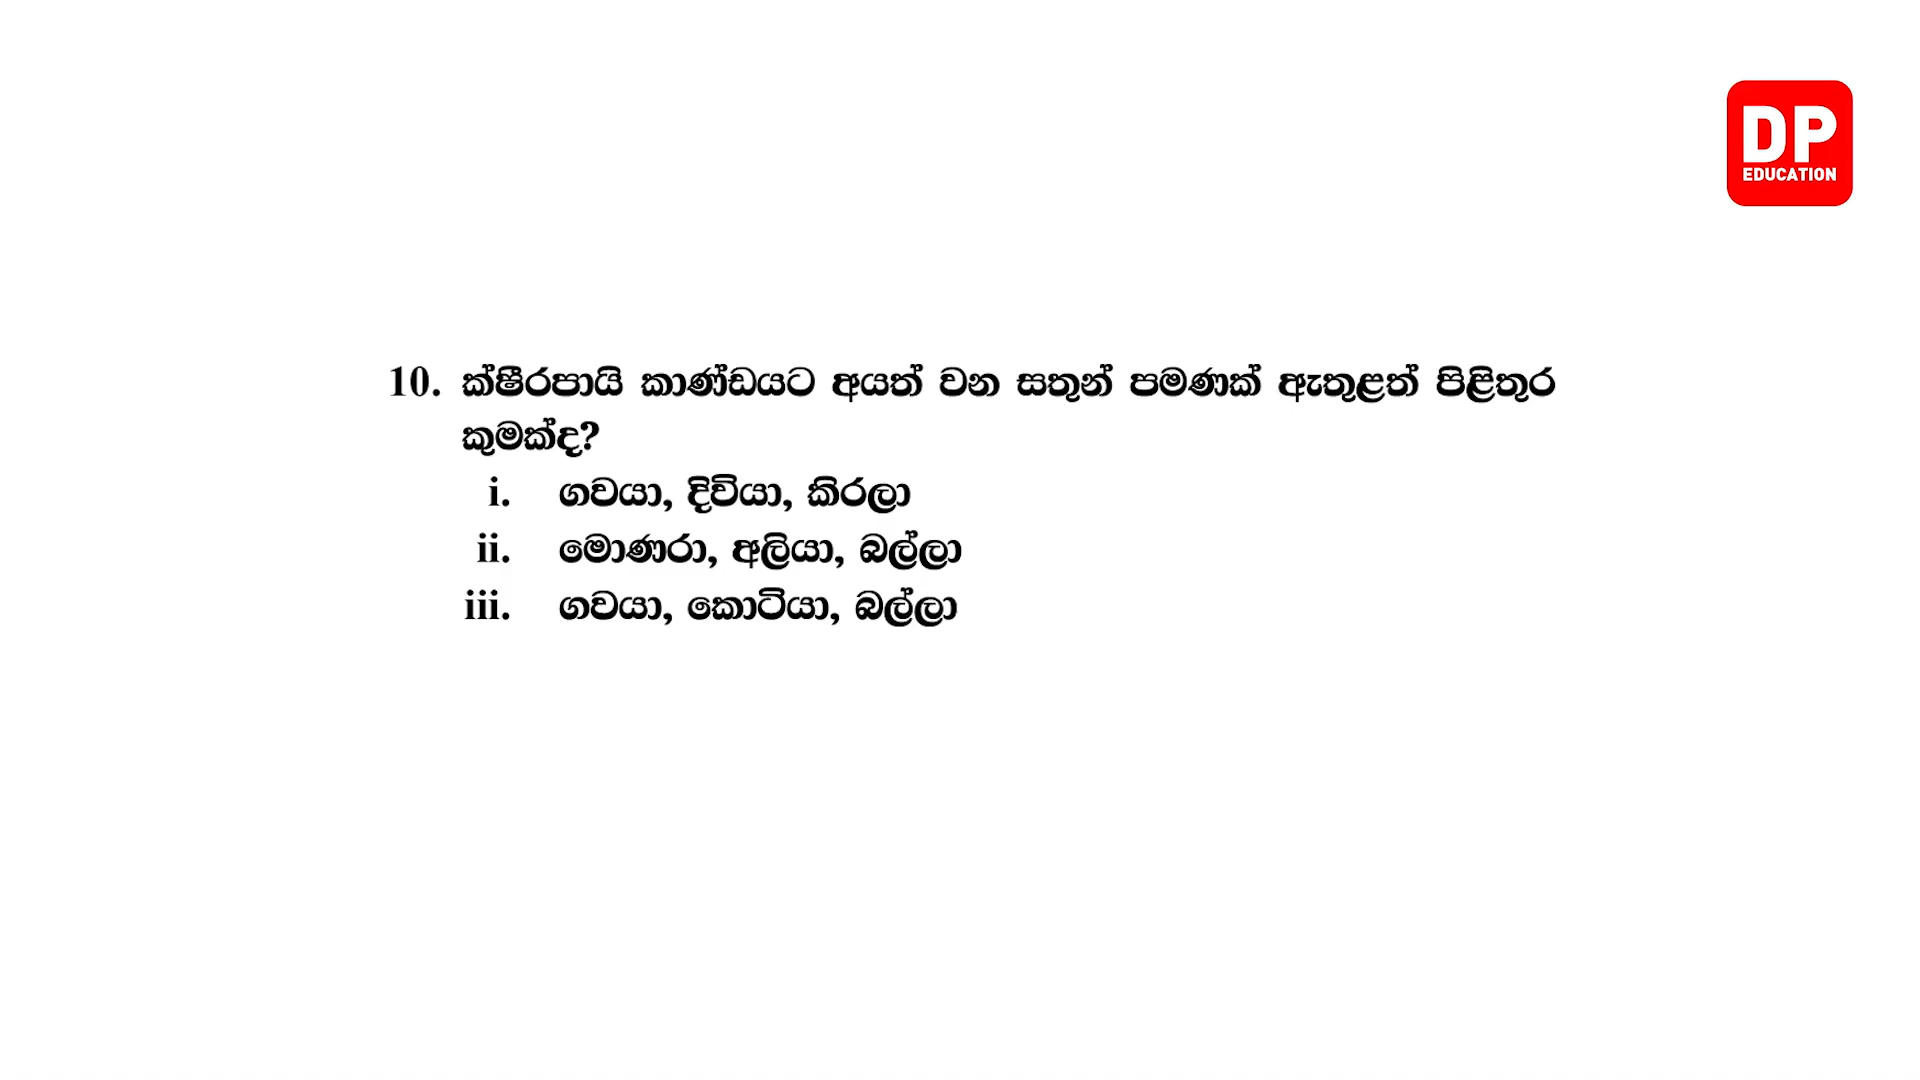 DP
EDUCATION
10. ක්ෂීරපායි කාණ්ඩයට අයත් වන සතුන් පමණක් ඇතුළත් පිළිතුර
කුමක්ද?
i. ගවයා, දිවියා, කිරලා
ii. මොණරා, අලියා, බල්ලා
iii. ගවයා, කොටියා, බල්ලා